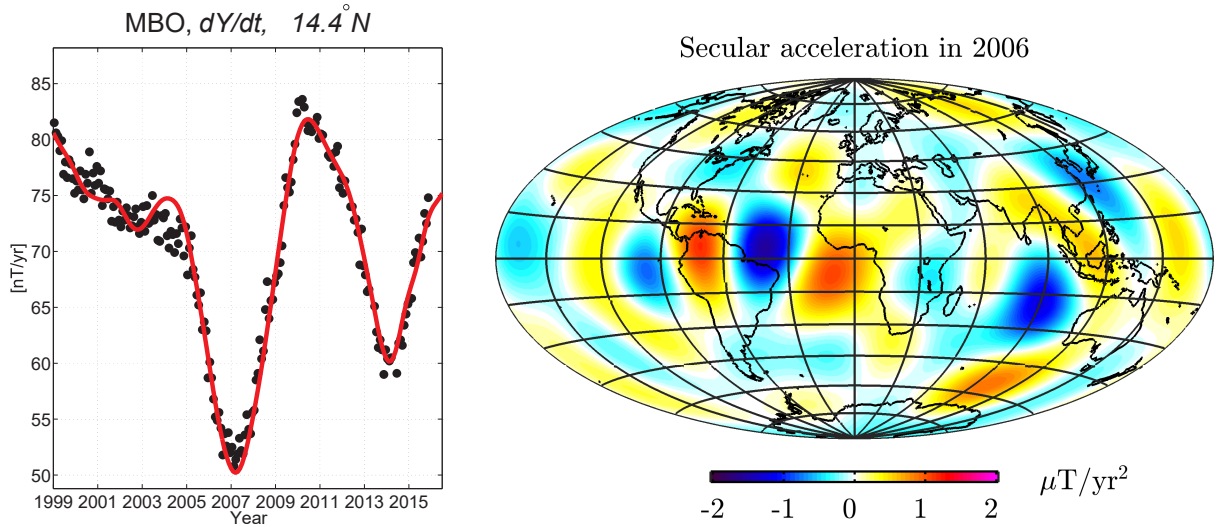 MBO, dY/dt, 14.4°N
85
80
75
70
65
60
55
50
[nT/yr]
1999 2001 2003 2005 2007 2009 2011 2013 2015
Year
Secular acceleration in 2006
-2 -1 0 1 2
μT/yr²